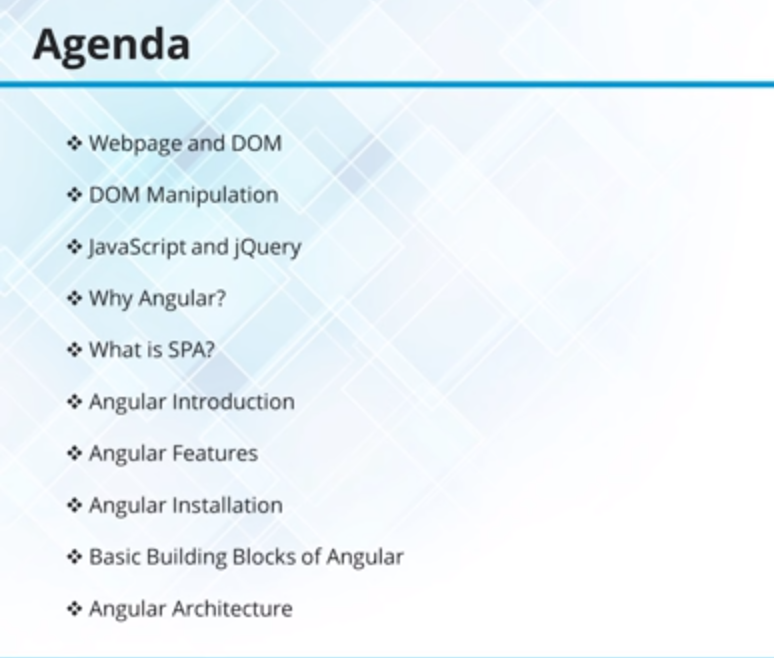 Agenda
❖ Webpage and DOM
❖ DOM Manipulation
❖ JavaScript and jQuery
❖ Why Angular?
❖ What is SPA?
❖ Angular Introduction
❖ Angular Features
❖ Angular Installation
❖ Basic Building Blocks of Angular
❖ Angular Architecture